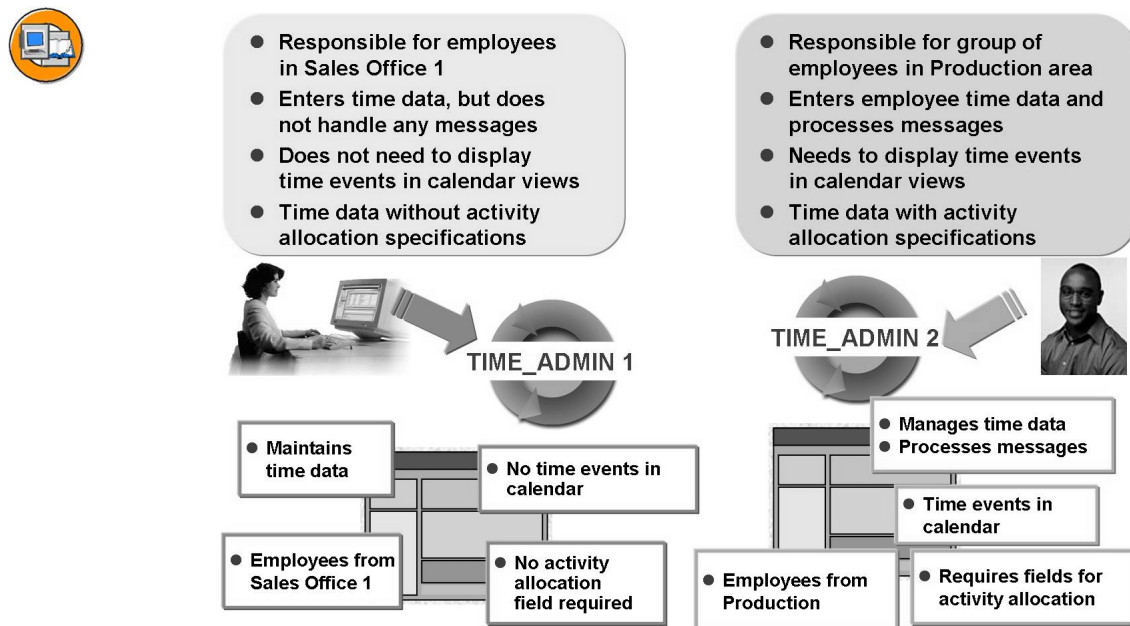 ● Responsible for employees
in Sales Office 1
● Enters time data, but does
not handle any messages
● Does not need to display
time events in calendar views
● Time data without activity
allocation specifications
● Responsible for group of
employees in Production area
● Enters employee time data and
processes messages
● Needs to display time events
in calendar views
● Time data with activity
allocation specifications
TIME_ADMIN 1
TIME_ADMIN 2
● Maintains
time data
● No time events in
calendar
● Employees from
Sales Office 1
● No activity
allocation
field required
● Manages time data
● Processes messages
● Time events in
calendar
● Employees from
Production
● Requires fields for
activity allocation